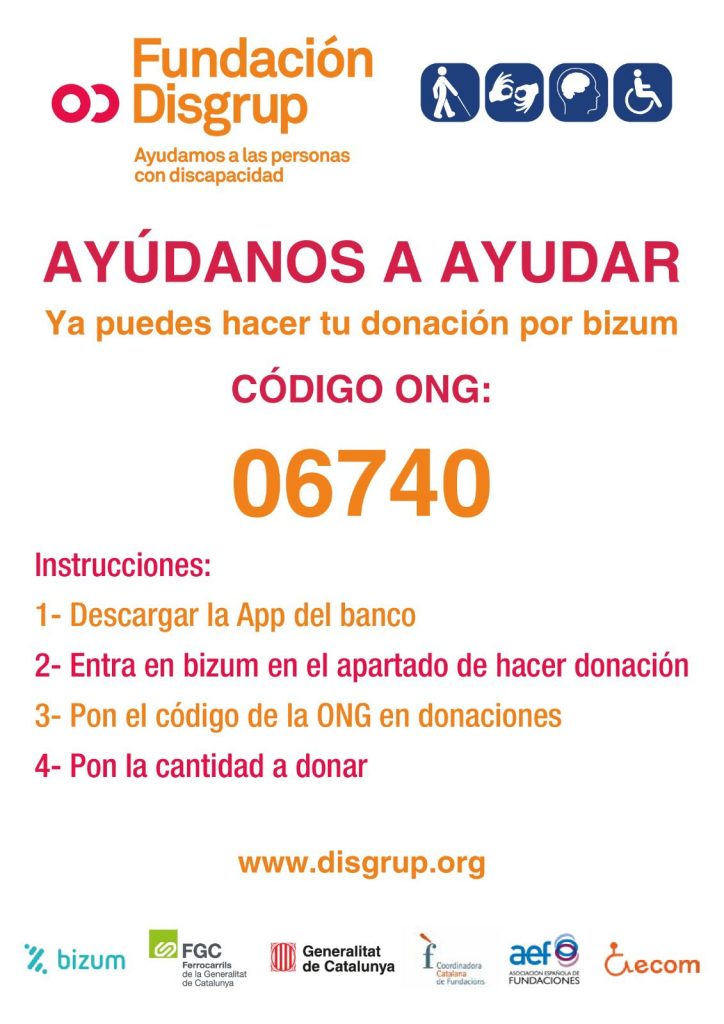 Fundación
Disgrup
Ayudamos a las personas
con discapacidad
AYÚDANOS A AYUDAR
Ya puedes hacer tu donación por bizum
CÓDIGO ONG:
06740
Instrucciones:
1- Descargar la App del banco
2- Entra en bizum en el apartado de hacer donación
3- Pon el código de la ONG en donaciones
4- Pon la cantidad a donar
www.disgrup.org
bizum
FGC
Ferrocarrils
de la Generalitat
de Catalunya
Generalitat
de Catalunya
Coordinadora
Catalana
de Fundacions
aef
ASOCIACIÓN ESPAÑOLA DE
FUNDACIONES
ecom